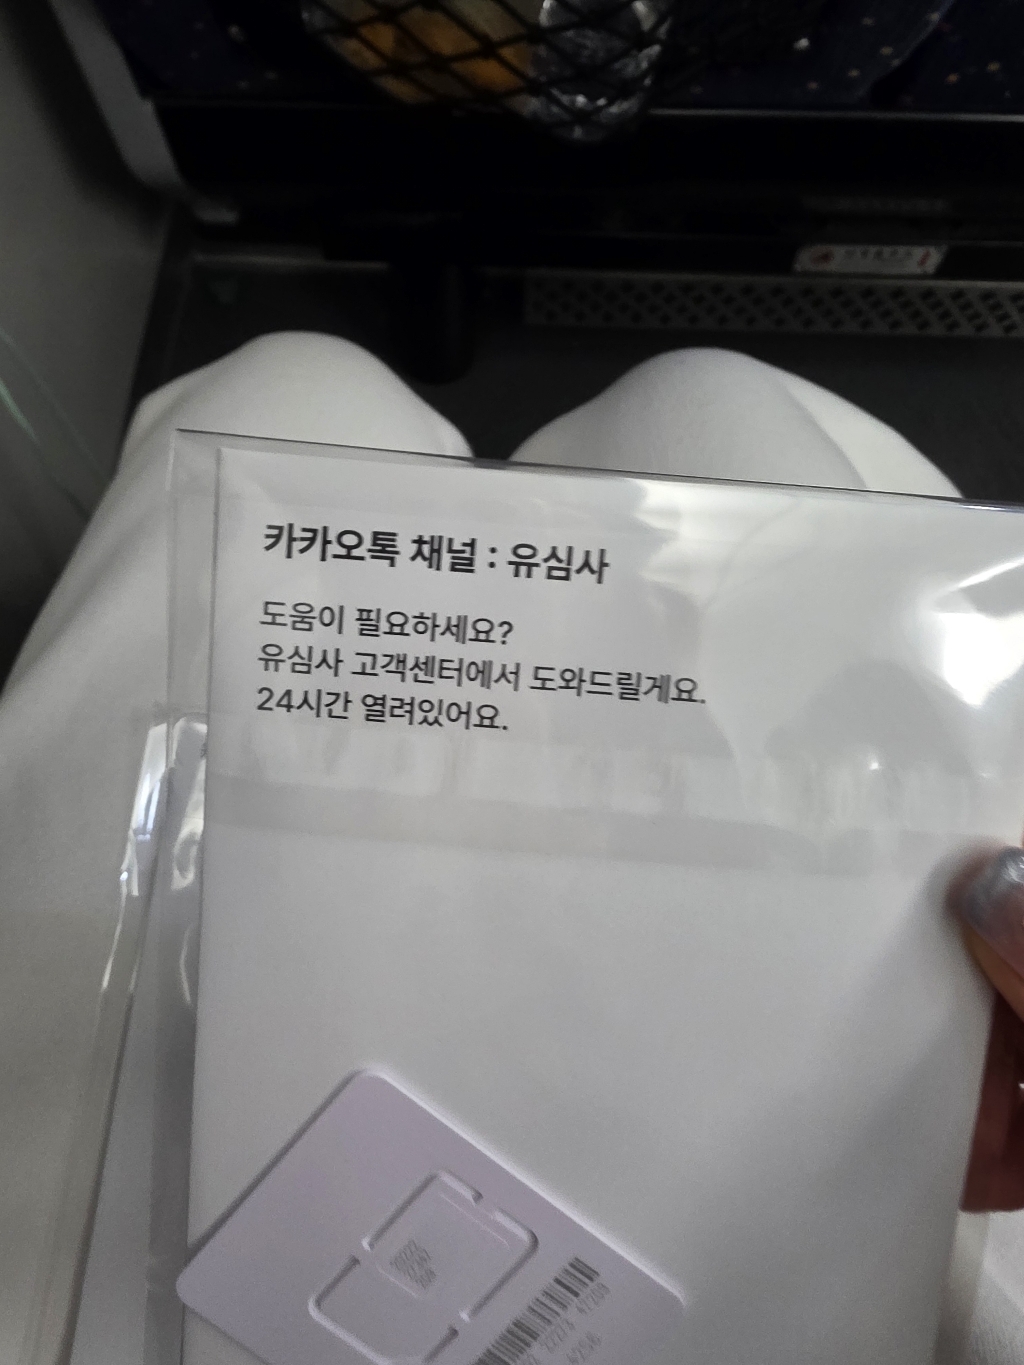 카카오톡 채널 : 유심사
도움이 필요하세요?
유심사 고객센터에서 도와드릴게요.
24시간 열려있어요.